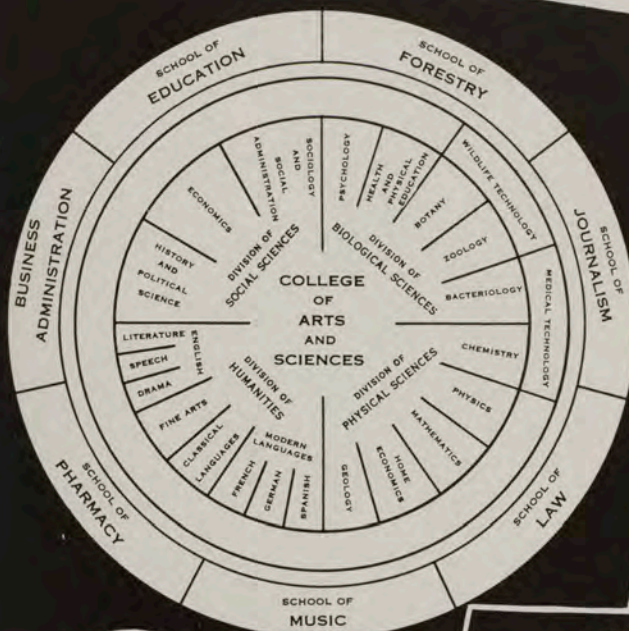 SCHOOL OF
EDUCATION
SCHOOL OF
FORESTRY
SCHOOL OF
JOURNALISM
SCHOOL OF
LAW
SCHOOL OF
MUSIC
SCHOOL OF
PHARMACY
BUSINESS
ADMINISTRATION
COLLEGE
OF
ARTS
AND
SCIENCES
DIVISION OF
SOCIAL SCIENCES
HISTORY
AND
POLITICAL
SCIENCE
ECONOMICS
SOCIOLOGY
AND
SOCIAL
ADMINISTRATION
DIVISION OF
BIOLOGICAL SCIENCES
PSYCHOLOGY
HEALTH
AND
PHYSICAL
EDUCATION
BOTANY
ZOOLOGY
BACTERIOLOGY
WILDLIFE TECHNOLOGY
MEDICAL TECHNOLOGY
DIVISION OF
PHYSICAL SCIENCES
CHEMISTRY
PHYSICS
MATHEMATICS
HOME
ECONOMICS
GEOLOGY
DIVISION OF
HUMANITIES
MODERN
LANGUAGES
SPANISH
GERMAN
FRENCH
CLASSICAL
LANGUAGES
FINE ARTS
ENGLISH
DRAMA
SPEECH
LITERATURE